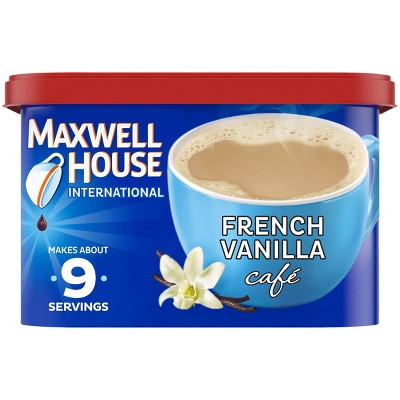 MAXWELL
HOUSE
INTERNATIONAL
MAKES ABOUT
·9·
SERVINGS
FRENCH
VANILLA
café